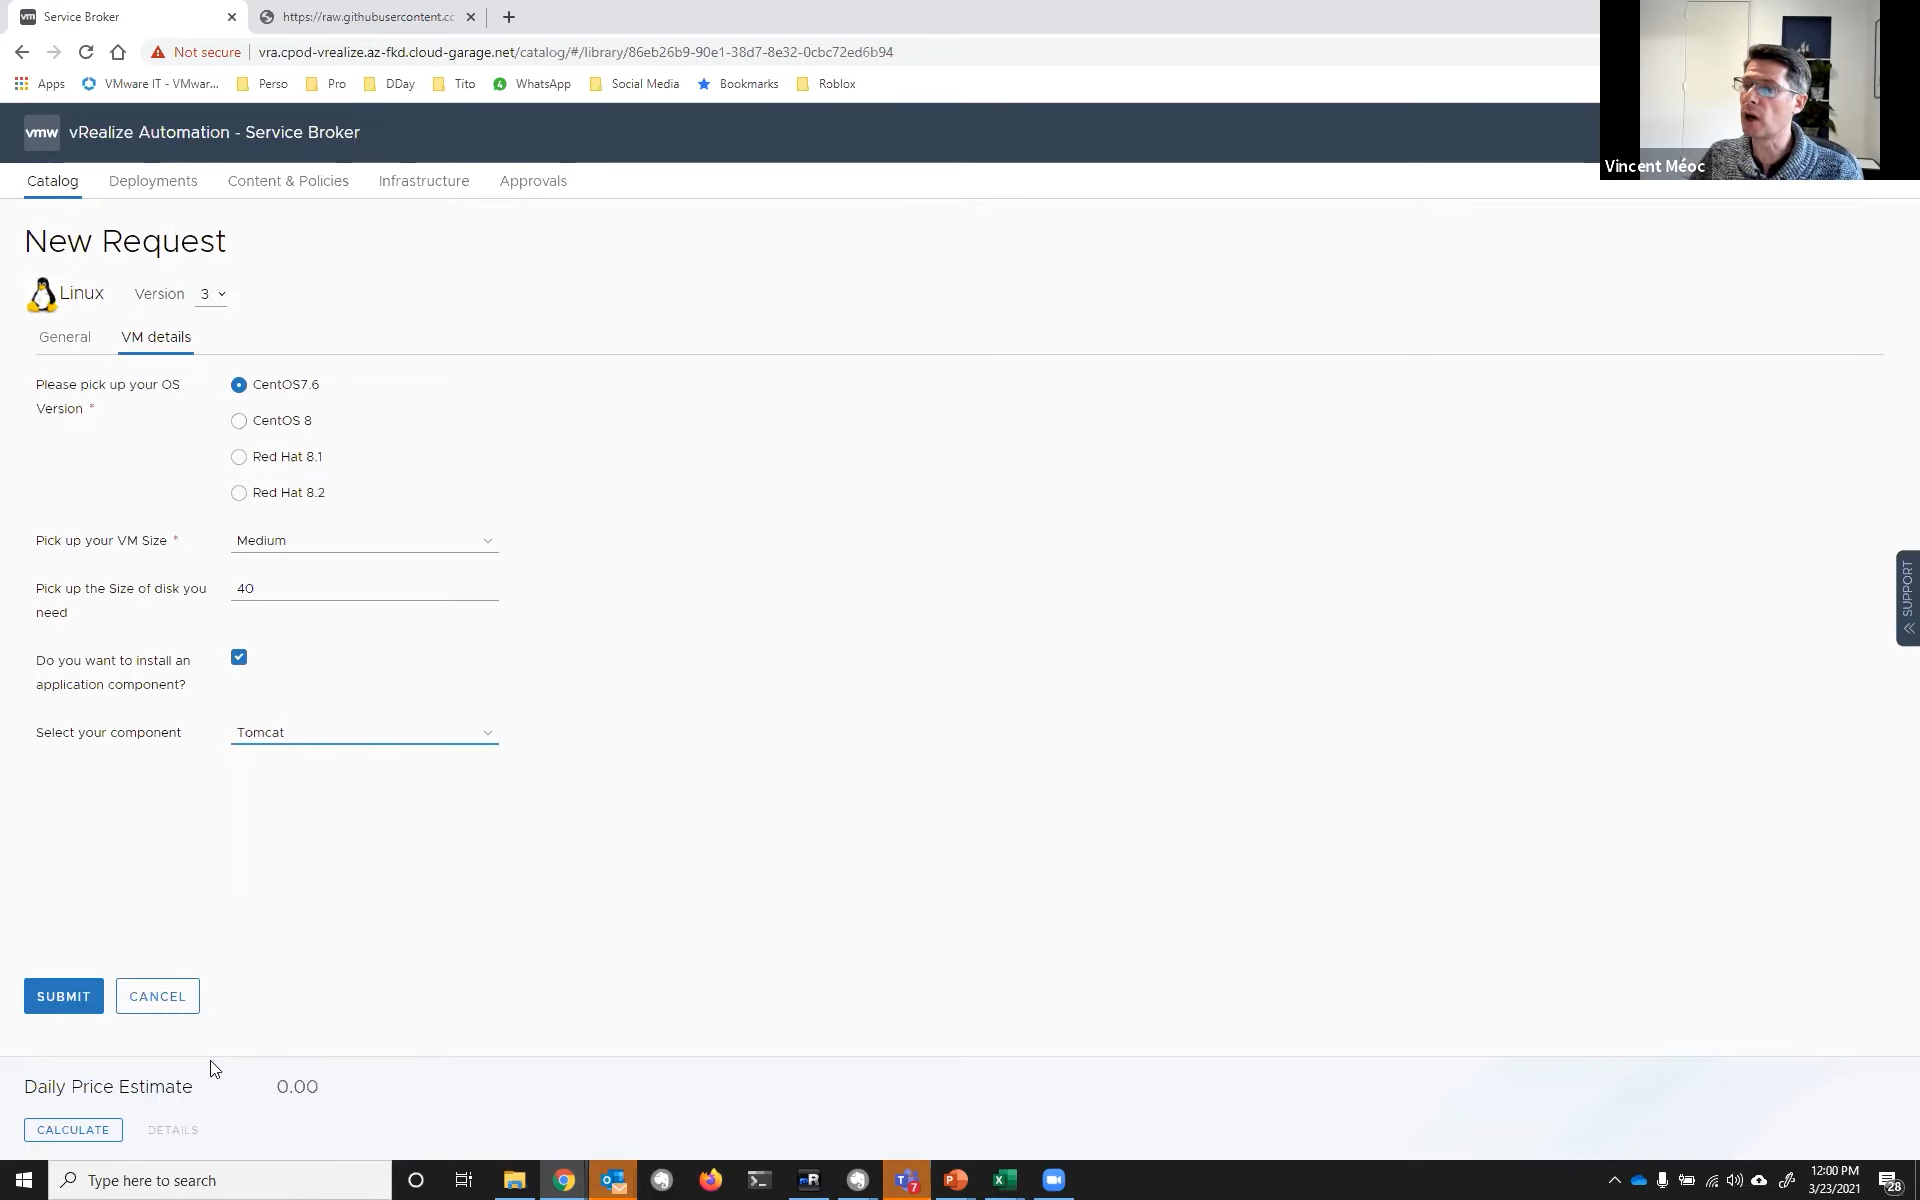 Service Broker
https://raw.githubusercontent.cc
Not secure
vra.cpod-vrealize.az-fkd.cloud-garage.net/catalog/#/library/86eb26b9-90e1-38d7-8e32-0cbc72ed6b94
Apps
VMware IT - VMwar...
Perso
Pro
DDay
Tito
4
WhatsApp
Social Media
Bookmarks
Roblox
vmw
vRealize Automation - Service Broker
Vincent Méoc
Catalog
Deployments
Content & Policies
Infrastructure
Approvals
New Request
Linux
Version
3
General
VM details
Please pick up your OS
Version *
CentOS7.6
CentOS 8
Red Hat 8.1
Red Hat 8.2
Pick up your VM Size *
Medium
Pick up the Size of disk you
need
40
SUPPORT
Do you want to install an
application component?
Select your component
Tomcat
SUBMIT
CANCEL
Daily Price Estimate
0.00
CALCULATE
DETAILS
Type here to search
7
12:00 PM
3/23/2021
28